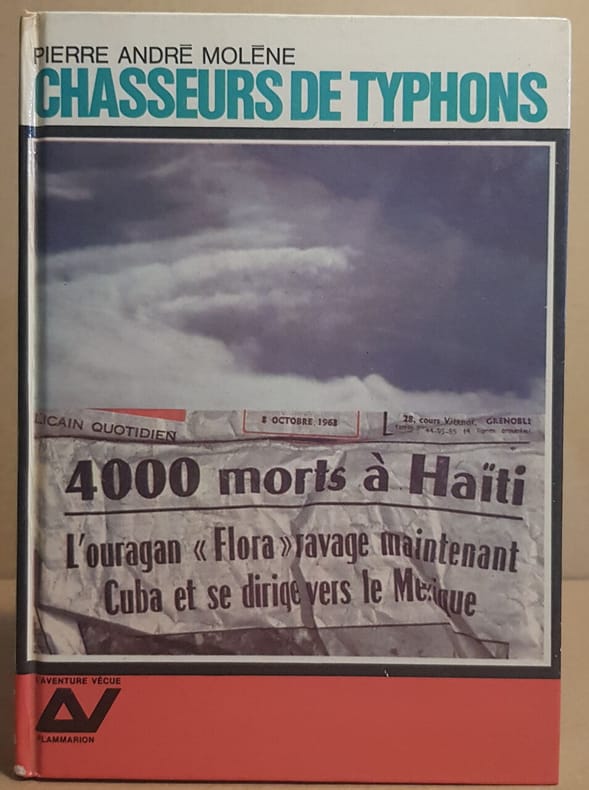 PIERRE ANDRÉ MOLÈNE
CHASSEURS DE TYPHONS
LICAIN QUOTIDIEN
8 OCTOBRE 1963
28, cours GRENOBLE
4000 morts à Haïti
L'ouragan « Flora » ravage maintenant
Cuba et se dirige vers le Mexique
L'AVENTURE VÉCUE
AV
FLAMMARION